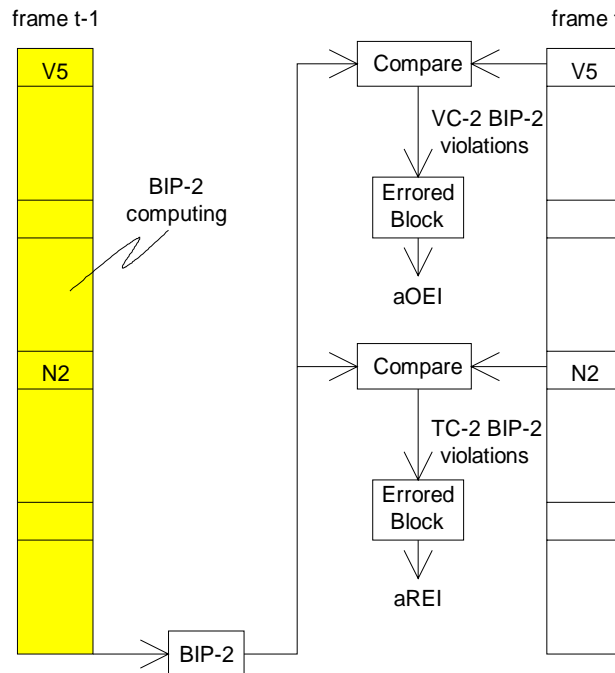 frame t-1
frame t
V5
Compare
V5
VC-2 BIP-2
violations
BIP-2
computing
Errored
Block
aOEI
N2
Compare
N2
TC-2 BIP-2
violations
Errored
Block
aREI
BIP-2